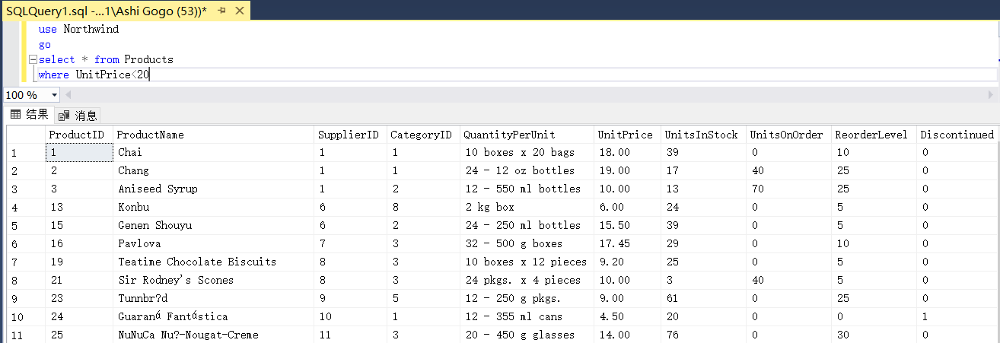 SQLQuery1.sql -...1\Ashi Gogo (53))*
use Northwind
go
select * from Products
where UnitPrice<20
100 %
结果 消息
ProductID ProductName SupplierID CategoryID QuantityPerUnit UnitPrice UnitsInStock UnitsOnOrder ReorderLevel Discontinued
1 1 Chai 1 1 10 boxes x 20 bags 18.00 39 0 10 0
2 2 Chang 1 1 24 - 12 oz bottles 19.00 17 40 25 0
3 3 Aniseed Syrup 1 2 12 - 550 ml bottles 10.00 13 70 25 0
4 13 Konbu 6 8 2 kg box 6.00 24 0 5 0
5 15 Genen Shouyu 6 2 24 - 250 ml bottles 15.50 39 0 5 0
6 16 Pavlova 7 3 32 - 500 g boxes 17.45 29 0 10 0
7 19 Teatime Chocolate Biscuits 8 3 10 boxes x 12 pieces 9.20 25 0 5 0
8 21 Sir Rodney's Scones 8 3 24 pkgs. x 4 pieces 10.00 3 40 5 0
9 23 Tunnbr?d 9 5 12 - 250 g pkgs. 9.00 61 0 25 0
10 24 Guaraná Fantástica 10 1 12 - 355 ml cans 4.50 20 0 0 1
11 25 NuNuCa Nu?-Nougat-Creme 11 3 20 - 450 g glasses 14.00 76 0 30 0